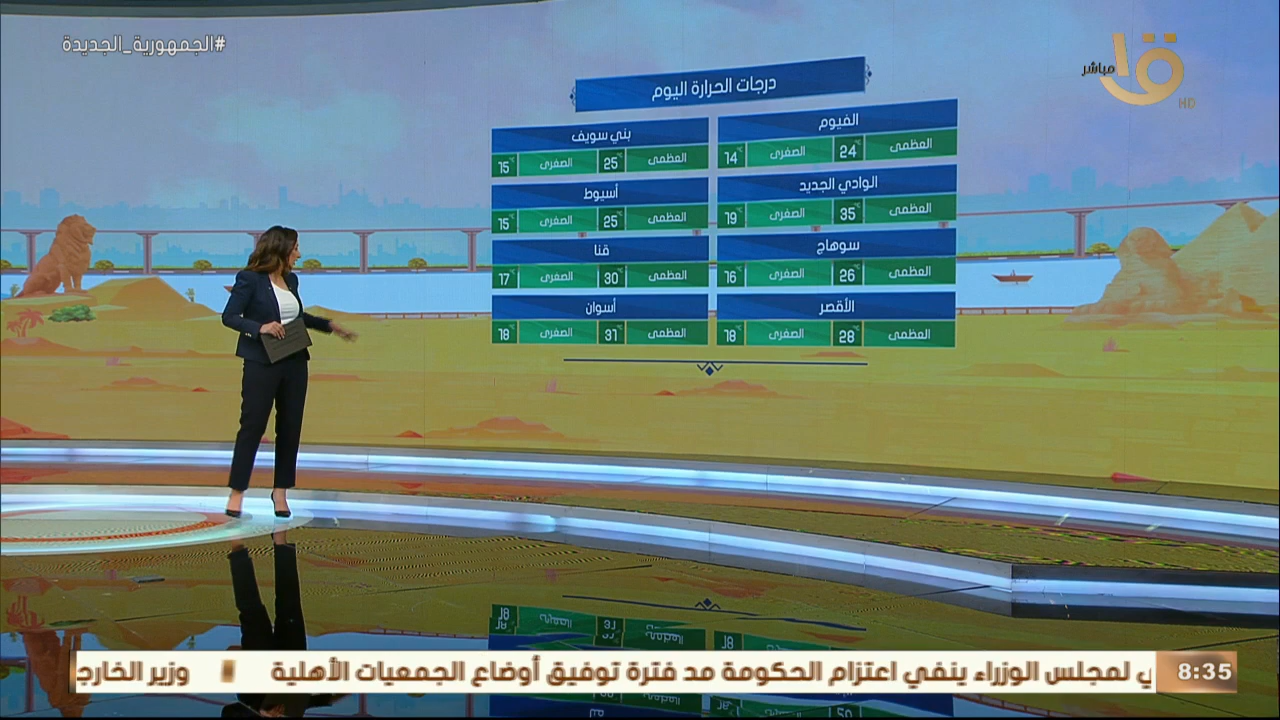 #الجمهورية_الجديدة
مباشر
HD
درجات الحرارة اليوم
الفيوم
العظمى 24°c الصغرى 14°c
بني سويف
العظمى 25°c الصغرى 15°c
الوادي الجديد
العظمى 35°c الصغرى 19°c
أسيوط
العظمى 25°c الصغرى 15°c
سوهاج
العظمى 26°c الصغرى 16°c
قنا
العظمى 30°c الصغرى 17°c
الأقصر
العظمى 28°c الصغرى 18°c
أسوان
العظمى 31°c الصغرى 18°c
8:35
لمجلس الوزراء ينفي اعتزام الحكومة مد فترة توفيق أوضاع الجمعيات الأهلية وزير